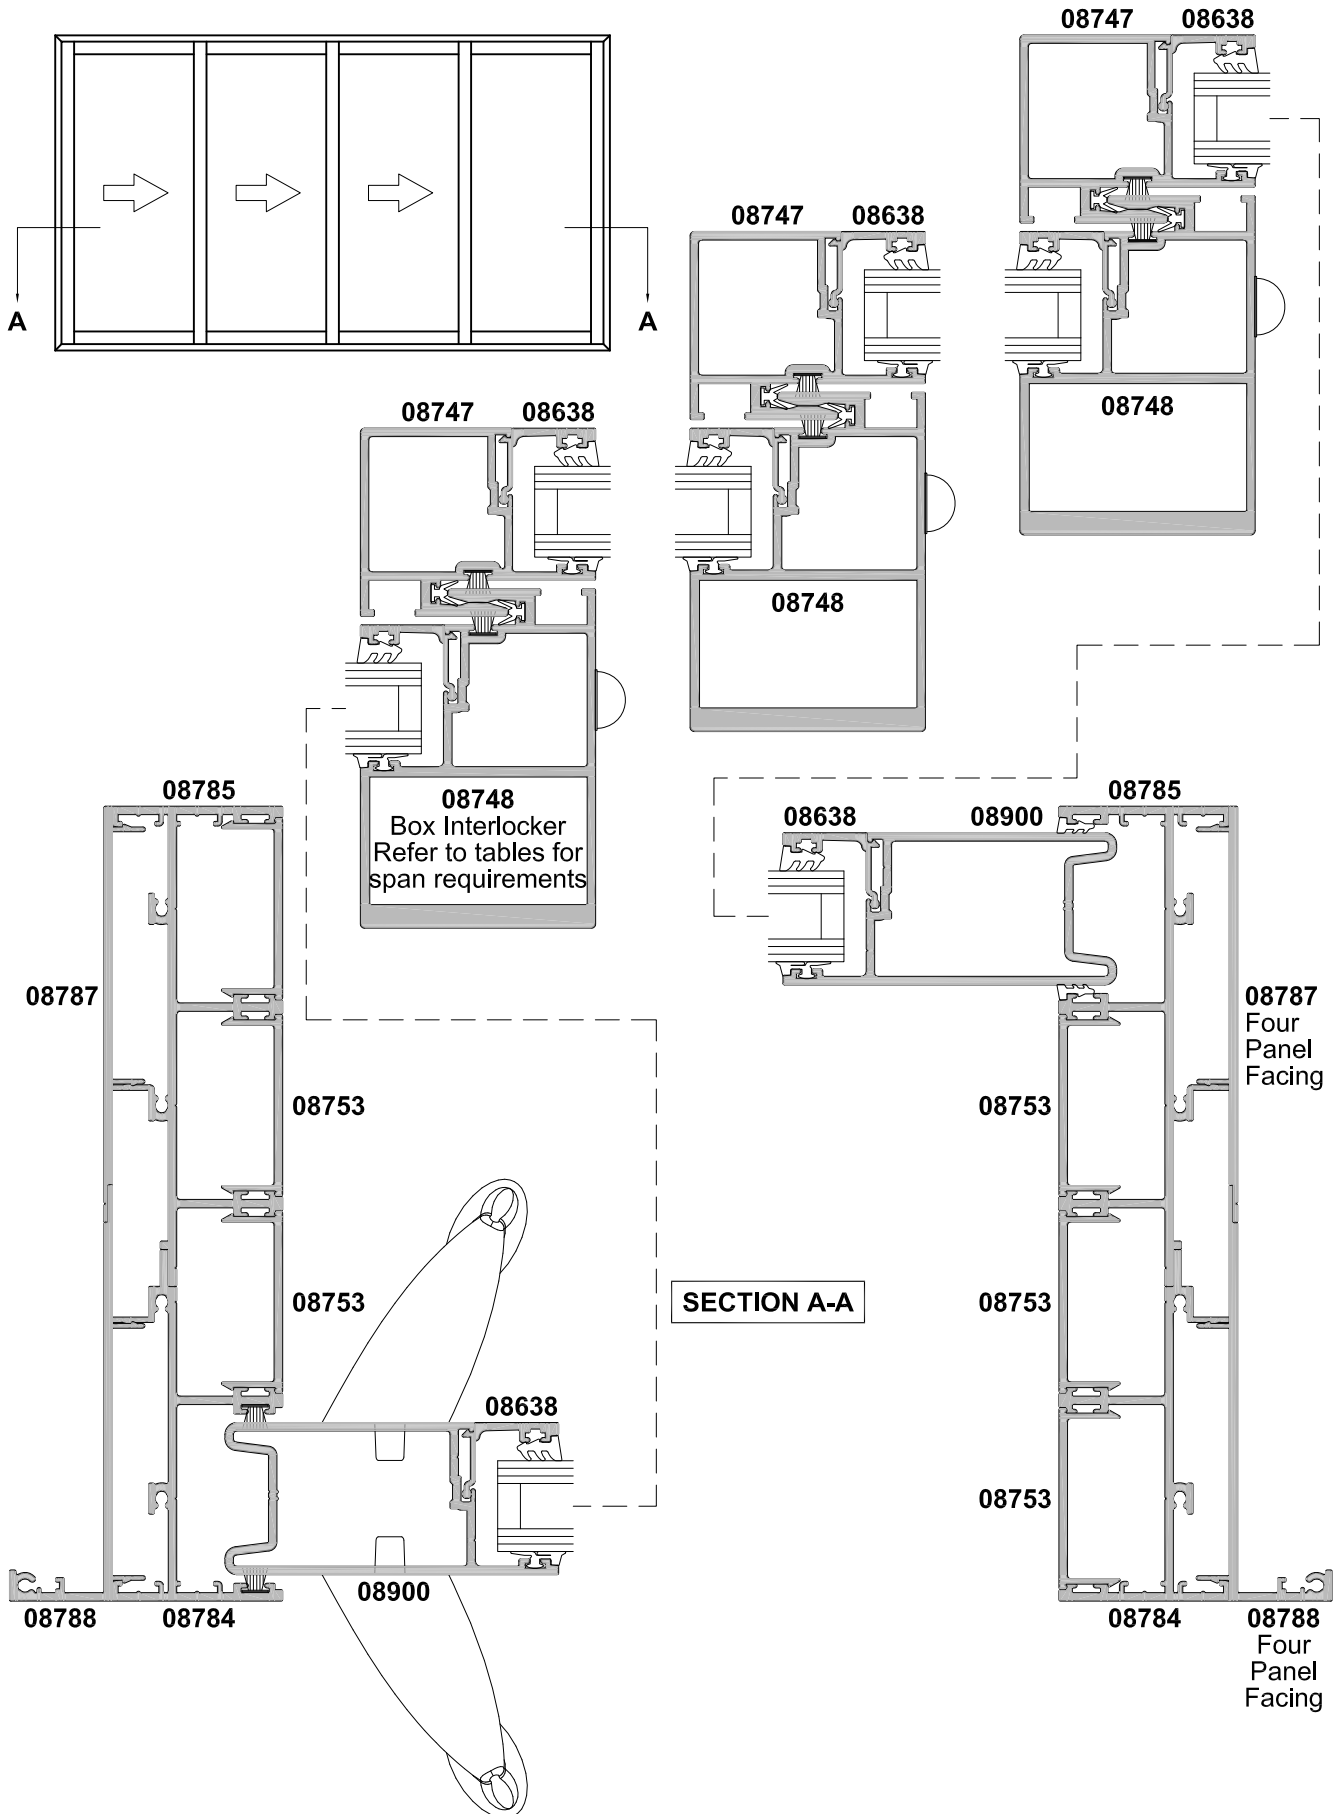 08747 08638
A
A
08747 08638
08747 08638
08748
08748
08748
Box Interlocker
Refer to tables for
span requirements
08785
08785
08638
08900
08787
08787
Four
Panel
Facing
08753
08753
08753
08753
SECTION A-A
08638
08753
08900
08788
08784
08784
08788
Four
Panel
Facing